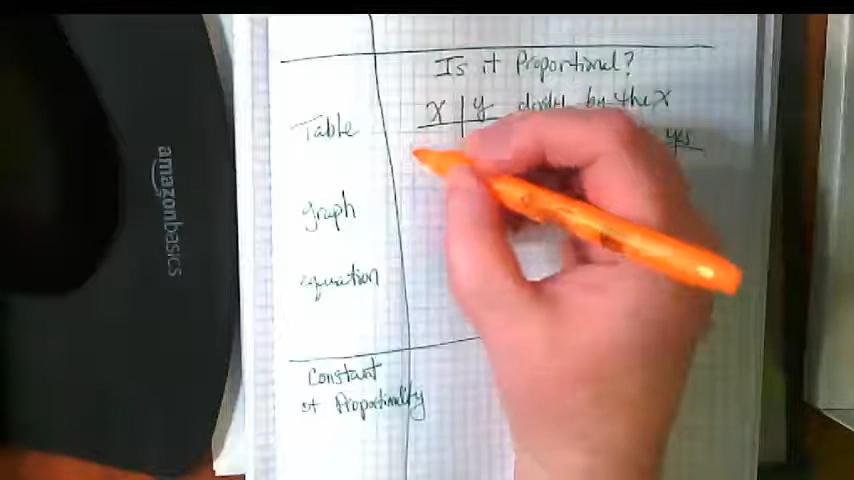 Is it Proportional?
x y divide by the x
Table
yes
graph
equation
Constant
of Proportionality
amazonbasics